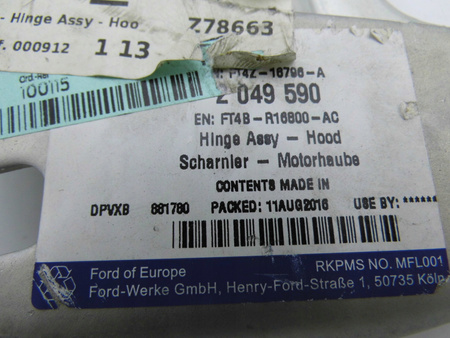 - Hinge Assy - Hoo
Z78663
f. 000912
1 13
Ord-Ref
100115
N: FT4Z-16796-A
2 049 590
EN: FT4B-R16800-AC
Hinge Assy - Hood
Scharnier - Motorhaube
CONTENTS MADE IN
DPVXB 881780 PACKED: 11AUG2016 USE BY:******
Ford of Europe RKPMS NO. MFL001
Ford-Werke GmbH, Henry-Ford-Straße 1, 50735 Köln